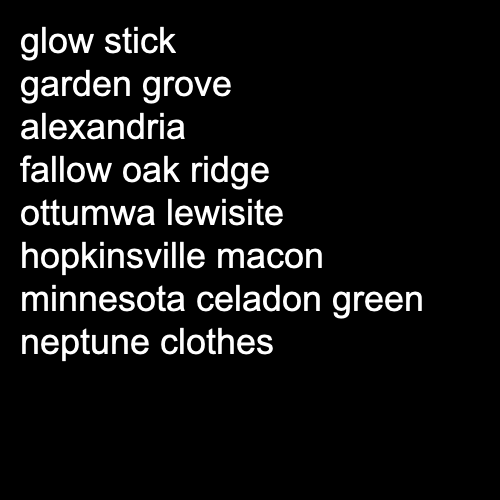 glow stick
garden grove
alexandria
fallow oak ridge
ottumwa lewisite
hopkinsville macon
minnesota celadon green
neptune clothes